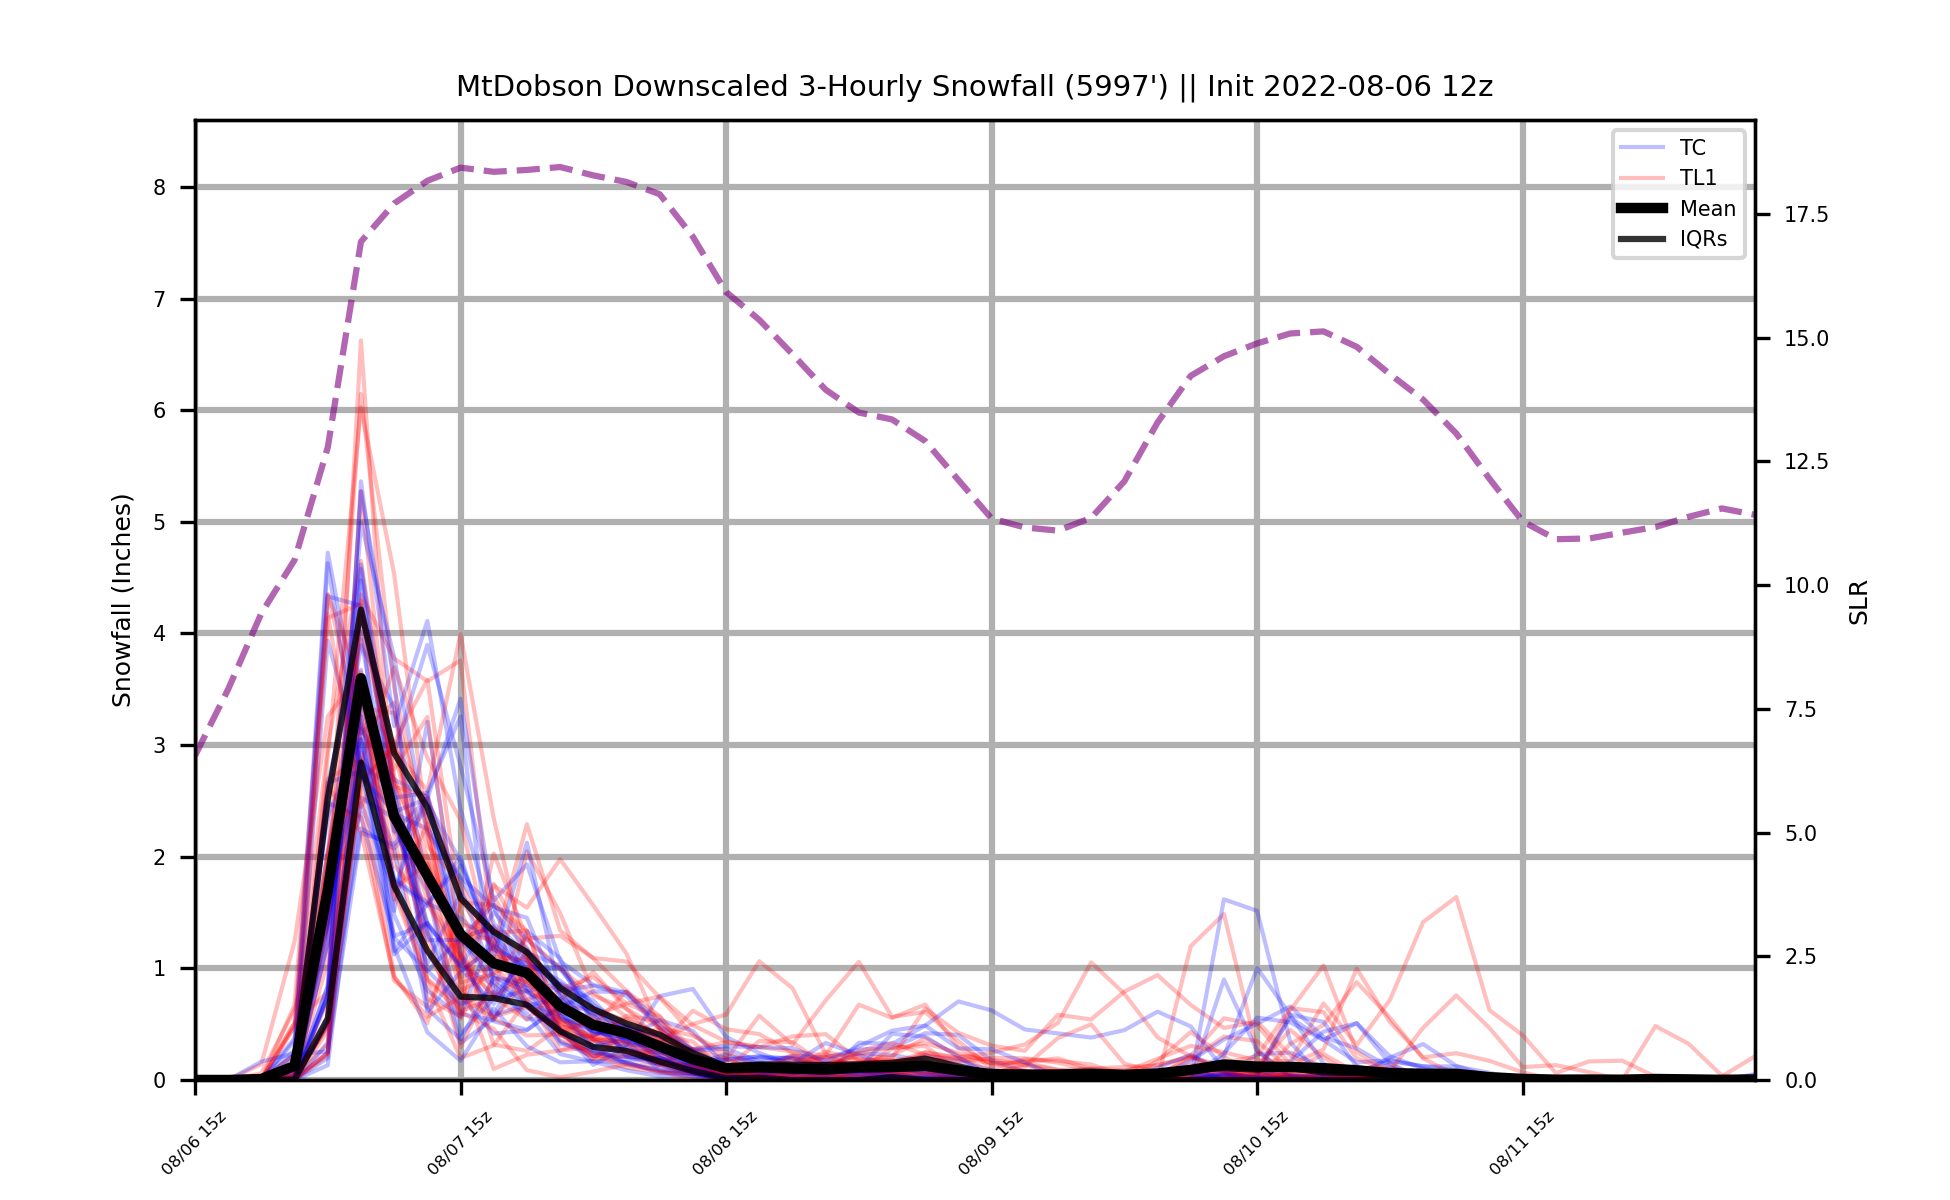 MtDobson Downscaled 3-Hourly Snowfall (5997') || Init 2022-08-06 12z
TC
TL1
Mean
IQRs
Snowfall (Inches)
8
7
6
5
4
3
2
1
0
17.5
15.0
12.5
10.0
7.5
5.0
2.5
0.0
SLR
08/06 15z
08/07 15z
08/08 15z
08/09 15z
08/10 15z
08/11 15z